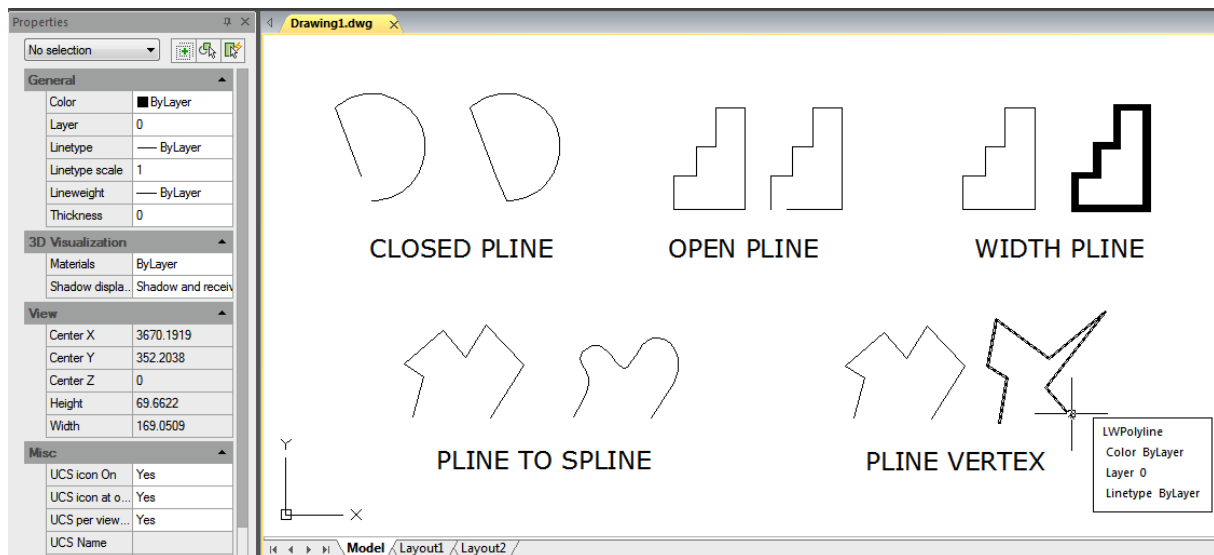 Properties
No selection
General
Color ByLayer
Layer 0
Linetype ByLayer
Linetype scale 1
Lineweight ByLayer
Thickness 0
3D Visualization
Materials ByLayer
Shadow displa... Shadow and receiv
View
Center X 3670.1919
Center Y 352.2038
Center Z 0
Height 69.6622
Width 169.0509
Misc
UCS icon On Yes
UCS icon at o... Yes
UCS per view... Yes
UCS Name
Drawing1.dwg
CLOSED PLINE OPEN PLINE WIDTH PLINE
PLINE TO SPLINE PLINE VERTEX
LWPolyline
Color ByLayer
Layer 0
Linetype ByLayer
Y
X
Model Layout1 Layout2